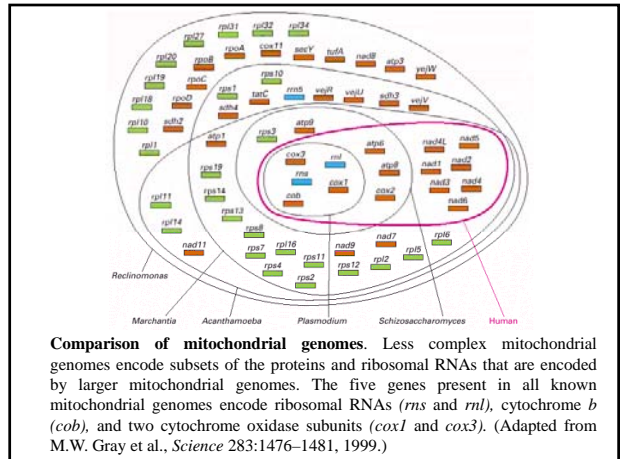 rpl31 rpl32 rpl34
rpl27 rpoA cox11 secY tufA
rpl20 rpoB nad8 atp3 yejW
rpl19 rpoC rps10
rps1 tatC rrn5 yejR yejU sdh3 yejV
rpl18 rpoD sdh4
rpl10 sdh2 atp9
rpl1 atp1 rps3 atp6 nad4L nad5
cox3 rnl
rps19 rns atp8 nad1 nad2
cox1 nad3 nad4
rpl11 rps14 cob cox2 nad6
rps13
rpl14 rps8 nad7 rpl6
nad11 rps7 rpl16 nad9 rpl5
rps4 rps11 rps12 rpl2
rps2
Reclinomonas
Marchantia Acanthamoeba Plasmodium Schizosaccharomyces Human
Comparison of mitochondrial genomes. Less complex mitochondrial
genomes encode subsets of the proteins and ribosomal RNAs that are encoded
by larger mitochondrial genomes. The five genes present in all known
mitochondrial genomes encode ribosomal RNAs (rns and rnl), cytochrome b
(cob), and two cytochrome oxidase subunits (cox1 and cox3). (Adapted from
M.W. Gray et al., Science 283:1476–1481, 1999.)